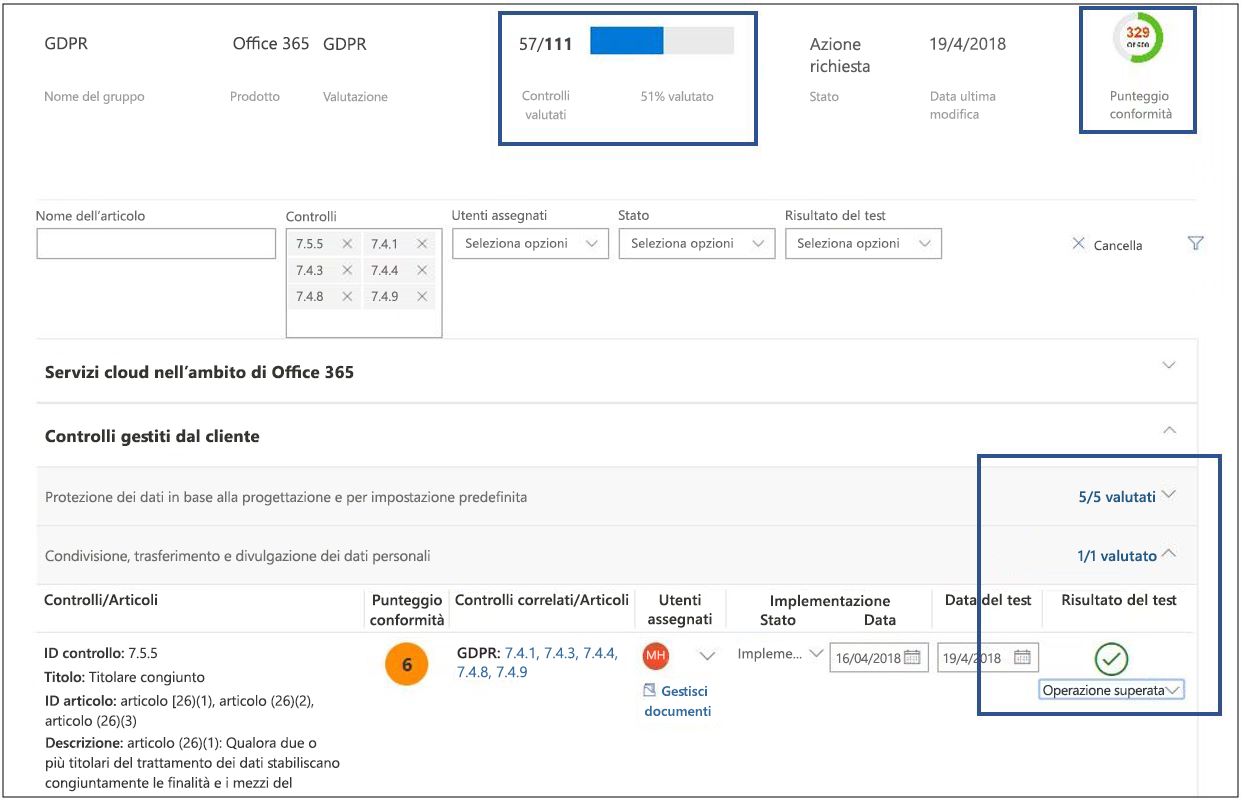 GDPR
Office 365
GDPR
57/111
Azione
richiesta
19/4/2018
329
Nome del gruppo
Prodotto
Valutazione
Controlli
valutati
51% valutato
Stato
Data ultima
modifica
Punteggio
conformità
Nome dell'articolo
Controlli
Utenti assegnati
Stato
Risultato del test
7.5.5
7.4.1
Seleziona opzioni
Seleziona opzioni
Seleziona opzioni
Cancella
7.4.3
7.4.4
7.4.8
7.4.9
Servizi cloud nell'ambito di Office 365
Controlli gestiti dal cliente
Protezione dei dati in base alla progettazione e per impostazione predefinita
5/5 valutati
Condivisione, trasferimento e divulgazione dei dati personali
1/1 valutato
Controlli/Articoli
Punteggio
conformità
Controlli correlati/Articoli
Utenti
assegnati
Implementazione
Stato
Data
Data del test
Risultato del test
ID controllo: 7.5.5
Titolo: Titolare congiunto
ID articolo: articolo [26)(1), articolo (26)(2),
articolo (26)(3)
Descrizione: articolo (26)(1): Qualora due o
più titolari del trattamento dei dati stabiliscano
congiuntamente le finalità e i mezzi del
6
GDPR: 7.4.1, 7.4.3, 7.4.4,
7.4.8, 7.4.9
MH
Gestisci
documenti
Impleme...
16/04/2018
19/4/2018
Operazione superata